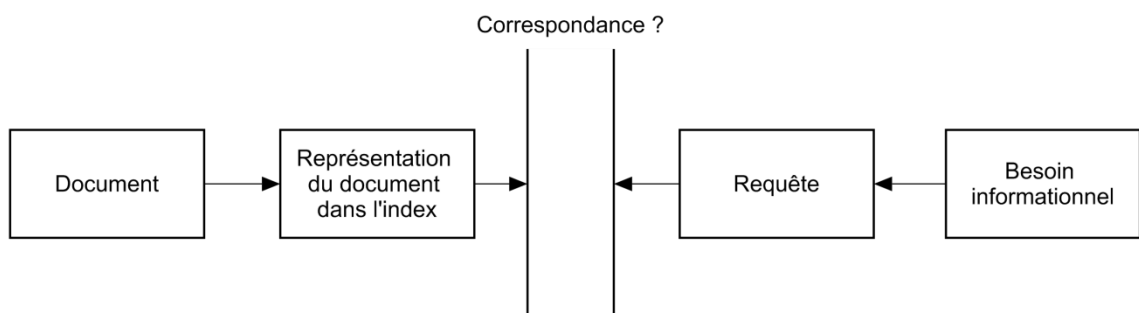 Correspondance ?
Document
Représentation
du document
dans l'index
Requête
Besoin
informationnel